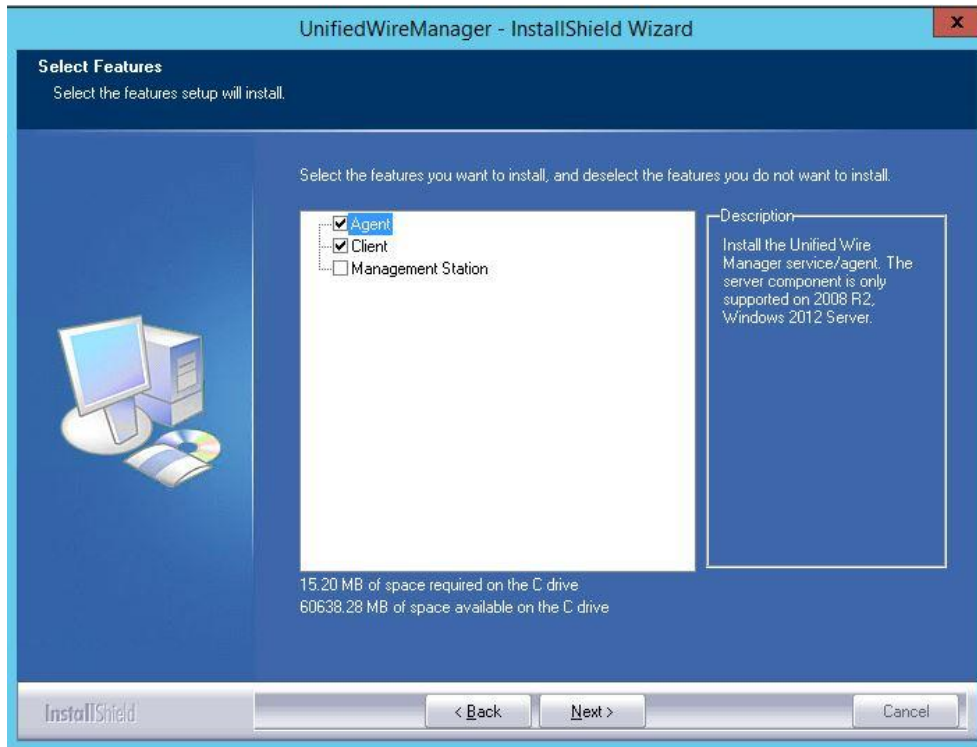 UnifiedWireManager - InstallShield Wizard
x
Select Features
Select the features setup will install.
Select the features you want to install, and deselect the features you do not want to install.
Agent
Client
Management Station
Description
Install the Unified Wire
Manager service/agent. The
server component is only
supported on 2008 R2,
Windows 2012 Server.
15.20 MB of space required on the C drive
60638.28 MB of space available on the C drive
InstallShield
< Back
Next >
Cancel